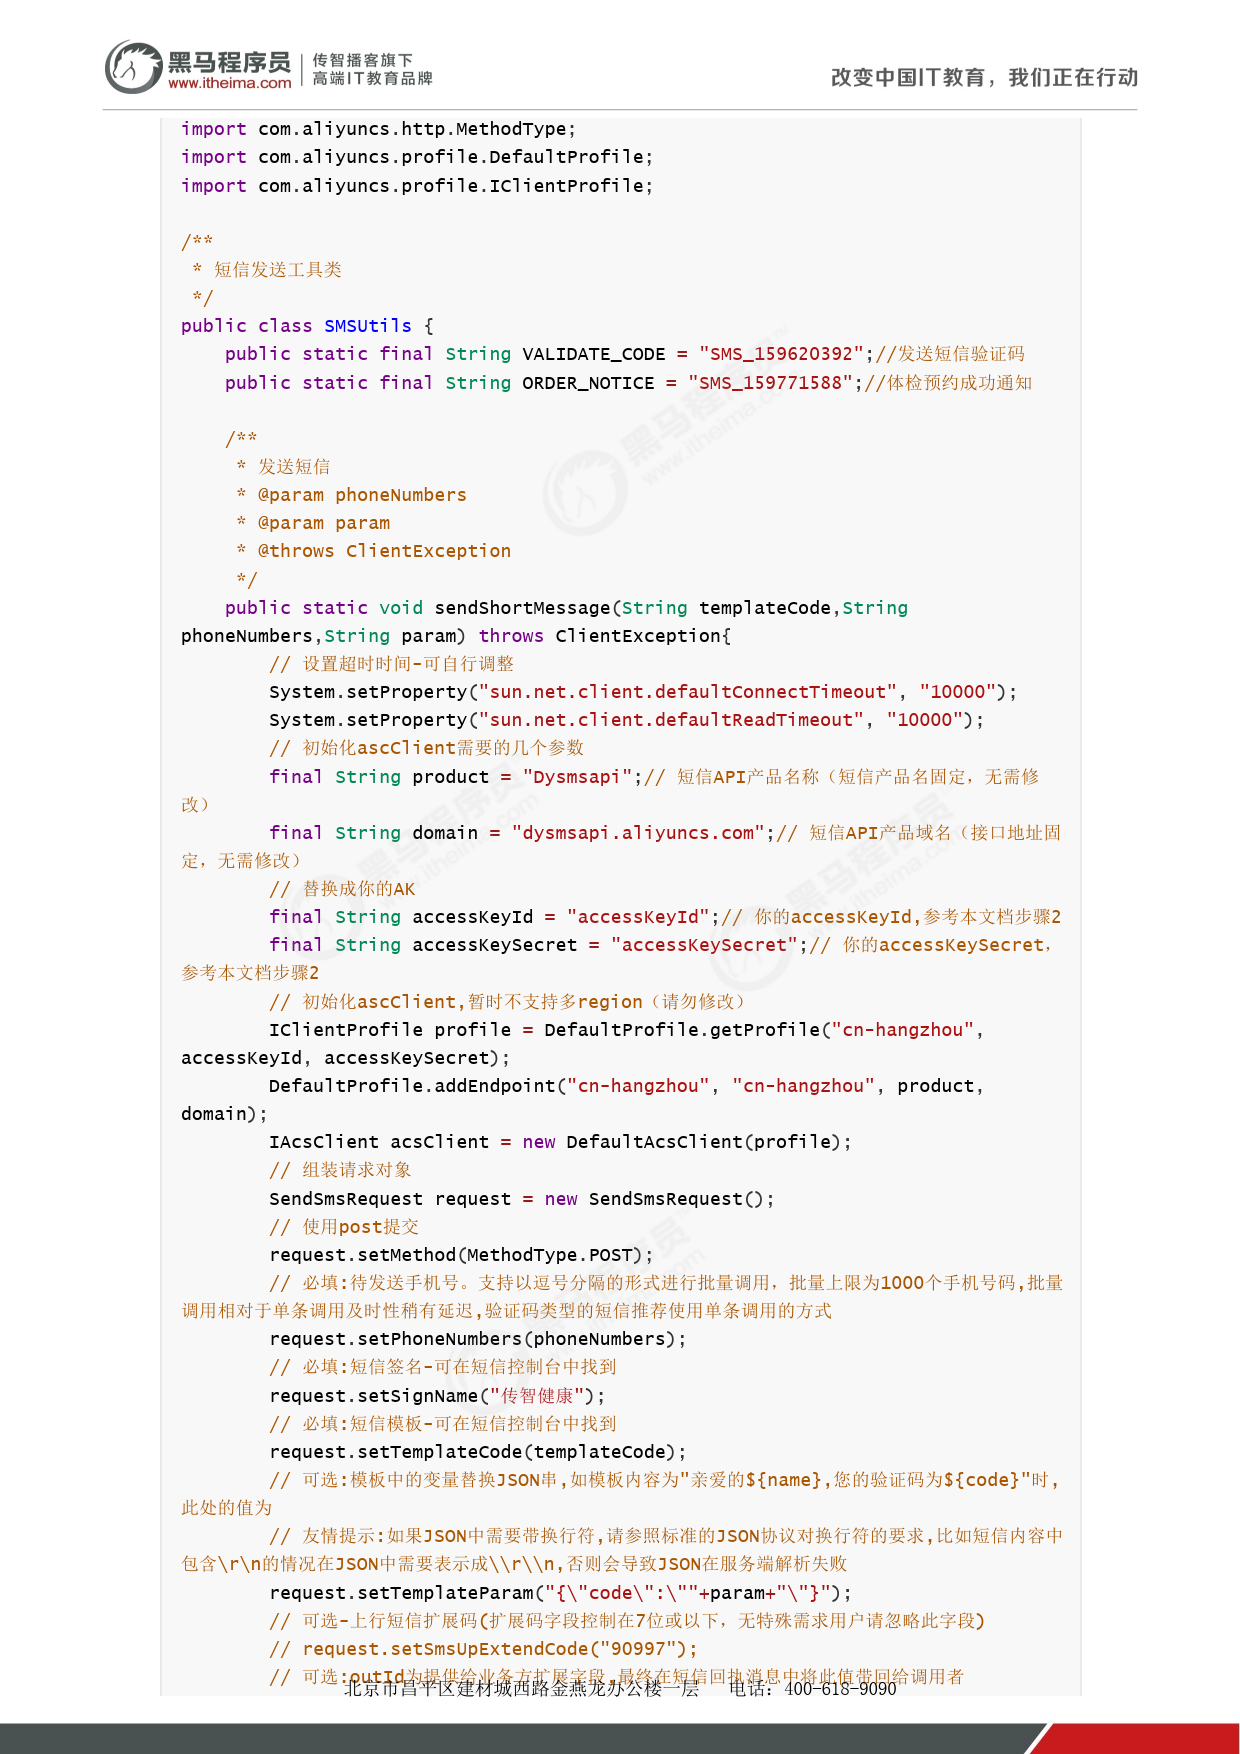 黑马程序员
www.itheima.com
传智播客旗下
高端IT教育品牌
改变中国IT教育，我们正在行动
import com.aliyuncs.http.MethodType;
import com.aliyuncs.profile.DefaultProfile;
import com.aliyuncs.profile.IClientProfile;

/**
 * 短信发送工具类
 */
public class SMSUtils {
    public static final String VALIDATE_CODE = "SMS_159620392";//发送短信验证码
    public static final String ORDER_NOTICE = "SMS_159771588";//体检预约成功通知

    /**
     * 发送短信
     * @param phoneNumbers
     * @param param
     * @throws ClientException
     */
    public static void sendShortMessage(String templateCode,String
phoneNumbers,String param) throws ClientException{
        // 设置超时时间-可自行调整
        System.setProperty("sun.net.client.defaultConnectTimeout", "10000");
        System.setProperty("sun.net.client.defaultReadTimeout", "10000");
        // 初始化ascClient需要的几个参数
        final String product = "Dysmsapi";// 短信API产品名称（短信产品名固定，无需修
改）
        final String domain = "dysmsapi.aliyuncs.com";// 短信API产品域名（接口地址固
定，无需修改）
        // 替换成你的AK
        final String accessKeyId = "accessKeyId";// 你的accessKeyId,参考本文档步骤2
        final String accessKeySecret = "accessKeySecret";// 你的accessKeySecret，
参考本文档步骤2
        // 初始化ascClient,暂时不支持多region（请勿修改）
        IClientProfile profile = DefaultProfile.getProfile("cn-hangzhou",
accessKeyId, accessKeySecret);
        DefaultProfile.addEndpoint("cn-hangzhou", "cn-hangzhou", product,
domain);
        IAcsClient acsClient = new DefaultAcsClient(profile);
        // 组装请求对象
        SendSmsRequest request = new SendSmsRequest();
        // 使用post提交
        request.setMethod(MethodType.POST);
        // 必填:待发送手机号。支持以逗号分隔的形式进行批量调用，批量上限为1000个手机号码,批量
调用相对于单条调用及时性稍有延迟,验证码类型的短信推荐使用单条调用的方式
        request.setPhoneNumbers(phoneNumbers);
        // 必填:短信签名-可在短信控制台中找到
        request.setSignName("传智健康");
        // 必填:短信模板-可在短信控制台中找到
        request.setTemplateCode(templateCode);
        // 可选:模板中的变量替换JSON串,如模板内容为"亲爱的${name},您的验证码为${code}"时,
此处的值为
        // 友情提示:如果JSON中需要带换行符,请参照标准的JSON协议对换行符的要求,比如短信内容中
包含\r\n的情况在JSON中需要表示成\\r\\n,否则会导致JSON在服务端解析失败
        request.setTemplateParam("{\"code\":\""+param+"\"}");
        // 可选-上行短信扩展码(扩展码字段控制在7位或以下，无特殊需求用户请忽略此字段)
        // request.setSmsUpExtendCode("90997");
        // 可选:outId为提供给业务方扩展字段,最终在短信回执消息中将此值带回给调用者
北京市昌平区建材城西路金燕龙办公楼一层 电话：400-618-9090